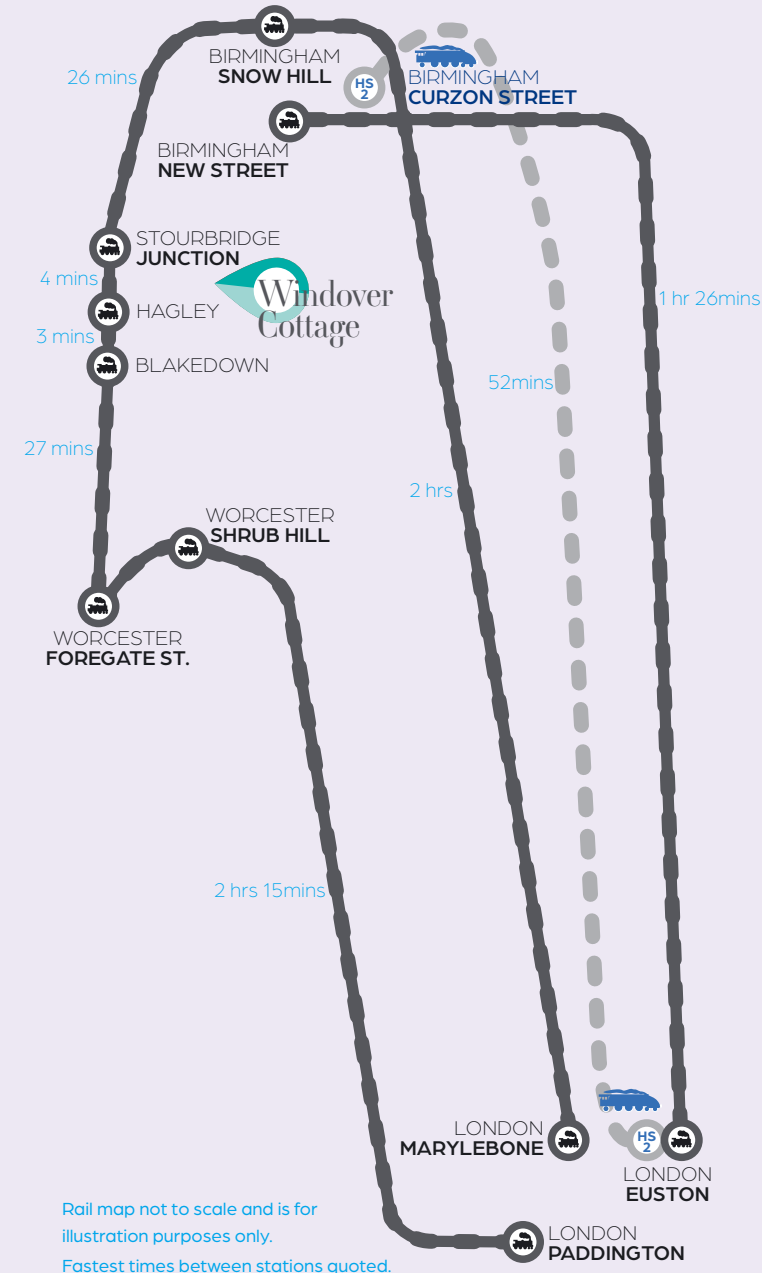 BIRMINGHAM
SNOW HILL
26 mins
HS
2
BIRMINGHAM
CURZON STREET
BIRMINGHAM
NEW STREET
STOURBRIDGE
JUNCTION
4 mins
HAGLEY
Windover
Cottage
1 hr 26mins
3 mins
BLAKEDOWN
52mins
27 mins
2 hrs
WORCESTER
SHRUB HILL
WORCESTER
FOREGATE ST.
2 hrs 15mins
LONDON
MARYLEBONE
HS
2
LONDON
EUSTON
Rail map not to scale and is for
illustration purposes only.
Fastest times between stations quoted.
LONDON
PADDINGTON